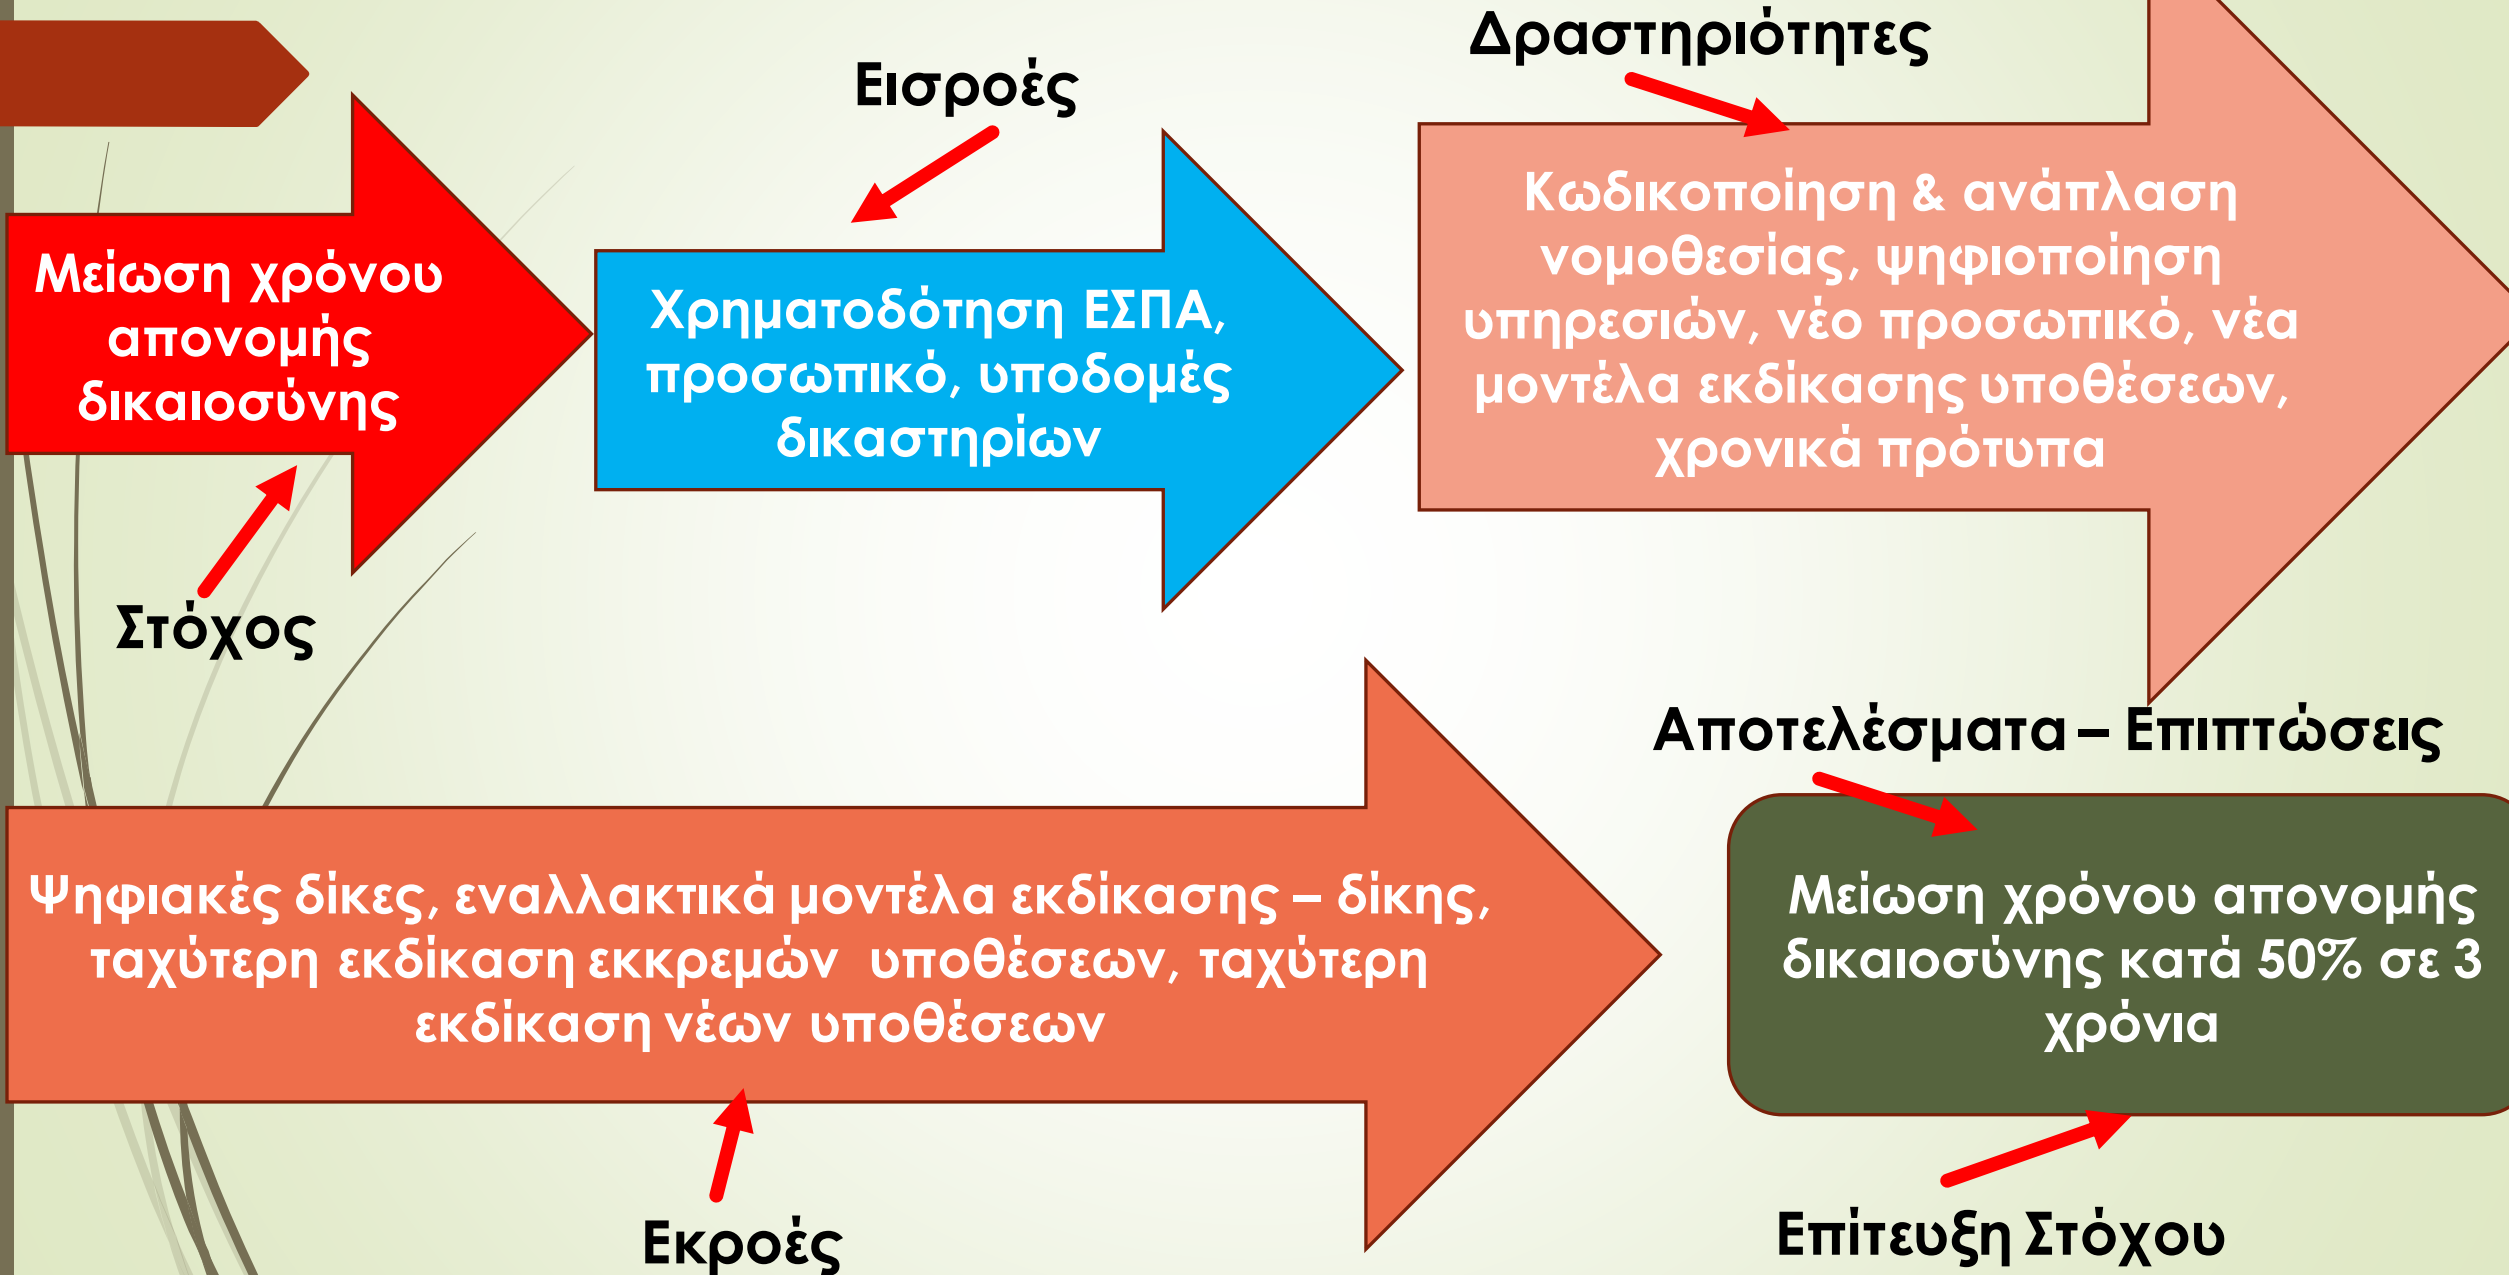 Δραστηριότητες
Εισροές
Μείωση χρόνου
απονομής
δικαιοσύνης
Στόχος
Χρηματοδότηση ΕΣΠΑ,
προσωπικό, υποδομές
δικαστηρίων
Κωδικοποίηση & ανάπλαση
νομοθεσίας, ψηφιοποίηση
υπηρεσιών, νέο προσωπικό, νέα
μοντέλα εκδίκασης υποθέσεων,
χρονικά πρότυπα
Ψηφιακές δίκες, εναλλακτικά μοντέλα εκδίκασης – δίκης,
ταχύτερη εκδίκαση εκκρεμών υποθέσεων, ταχύτερη
εκδίκαση νέων υποθέσεων
Εκροές
Αποτελέσματα – Επιπτώσεις
Μείωση χρόνου απονομής
δικαιοσύνης κατά 50% σε 3
χρόνια
Επίτευξη Στόχου